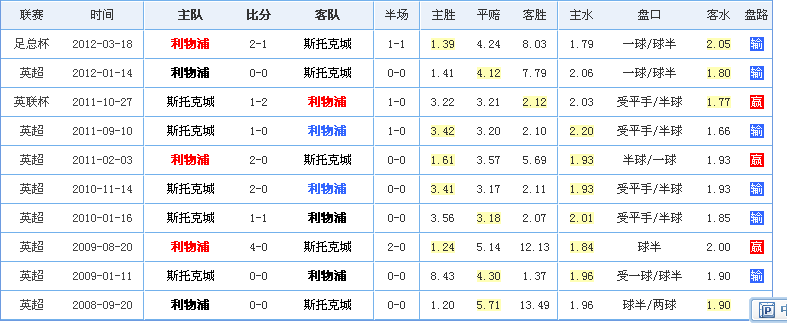 联赛 时间 主队 比分 客队 半场 主胜 平赔 客胜 主水 盘口 客水 盘路
足总杯 2012-03-18 利物浦 2-1 斯托克城 1-1 1.39 4.24 8.03 1.79 一球/球半 2.05 输
英超 2012-01-14 利物浦 0-0 斯托克城 0-0 1.41 4.12 7.79 2.06 一球/球半 1.80 输
英联杯 2011-10-27 斯托克城 1-2 利物浦 1-0 3.22 3.21 2.12 2.03 受平手/半球 1.77 赢
英超 2011-09-10 斯托克城 1-0 利物浦 1-0 3.42 3.20 2.10 2.20 受平手/半球 1.66 输
英超 2011-02-03 利物浦 2-0 斯托克城 0-0 1.61 3.57 5.69 1.93 半球/一球 1.93 赢
英超 2010-11-14 斯托克城 2-0 利物浦 0-0 3.41 3.17 2.11 1.93 受平手/半球 1.93 输
英超 2010-01-16 斯托克城 1-1 利物浦 0-0 3.56 3.18 2.07 2.01 受平手/半球 1.85 输
英超 2009-08-20 利物浦 4-0 斯托克城 2-0 1.24 5.14 12.13 1.84 球半 2.00 赢
英超 2009-01-11 斯托克城 0-0 利物浦 0-0 8.43 4.30 1.37 1.96 受一球/球半 1.90 输
英超 2008-09-20 利物浦 0-0 斯托克城 0-0 1.20 5.71 13.49 1.96 球半/两球 1.90